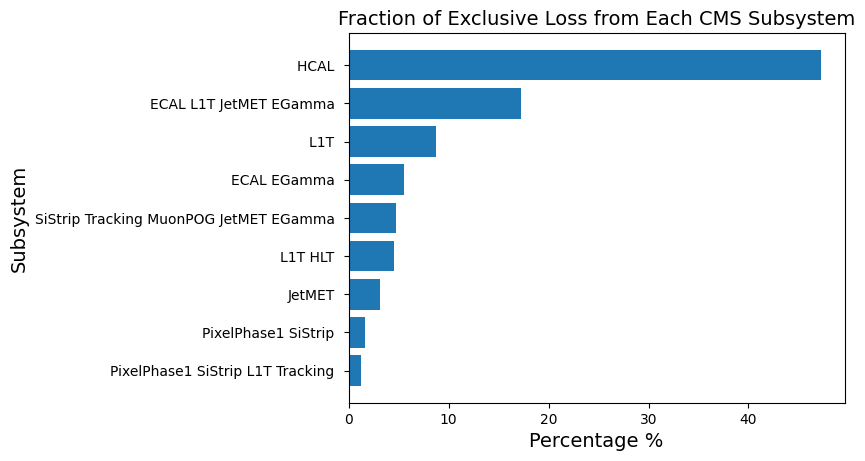 Fraction of Exclusive Loss from Each CMS Subsystem
Subsystem
HCAL
ECAL L1T JetMET EGamma
L1T
ECAL EGamma
SiStrip Tracking MuonPOG JetMET EGamma
L1T HLT
JetMET
PixelPhase1 SiStrip
PixelPhase1 SiStrip L1T Tracking
0 10 20 30 40
Percentage %